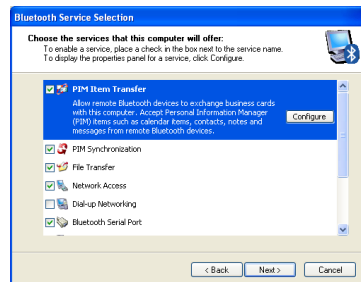 Bluetooth Service Selection
Choose the services that this computer will offer:
To enable a service, place a check in the box next to the service name.
To display the properties panel for a service, click Configure.
PIM Item Transfer
Allow remote Bluetooth devices to exchange business cards
with this computer. Accept Personal Information Manager
(PIM) items such as calendar items, contacts, notes and
messages from remote Bluetooth devices.
Configure
PIM Synchronization
File Transfer
Network Access
Dial-up Networking
Bluetooth Serial Port
< Back
Next >
Cancel